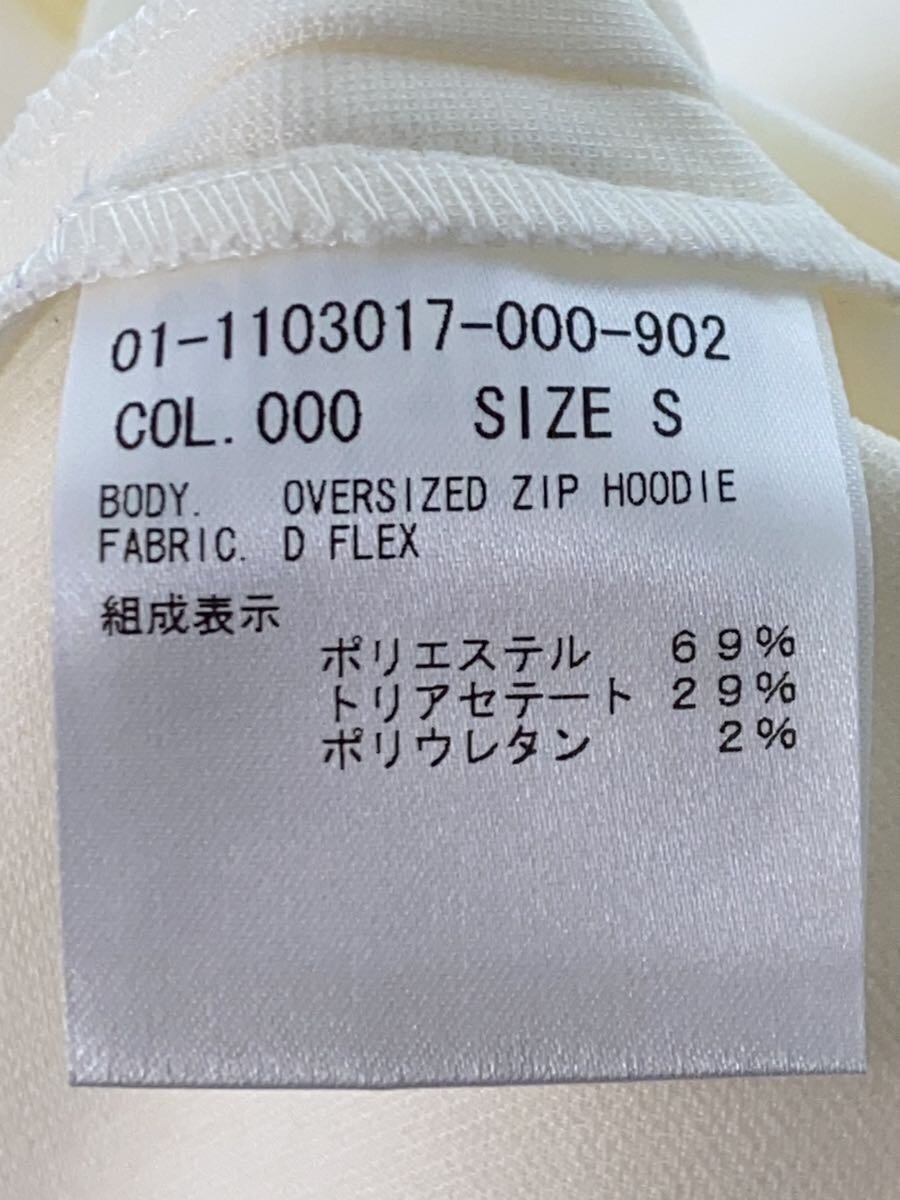 01-1103017-000-902
COL. 000 SIZE S
BODY. OVERSIZED ZIP HOODIE
FABRIC. D FLEX
組成表示
ポリエステル 69%
トリアセテート 29%
ポリウレタン 2%